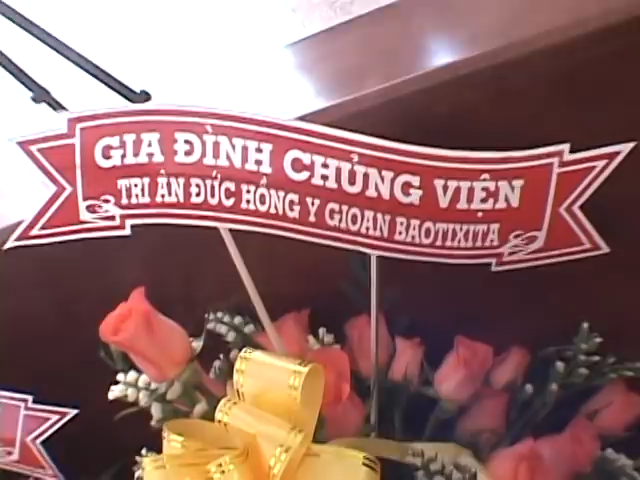 GIA ĐÌNH CHỦNG VIỆN
TRI ÂN ĐỨC HỒNG Y GIOAN BAOTIXITA